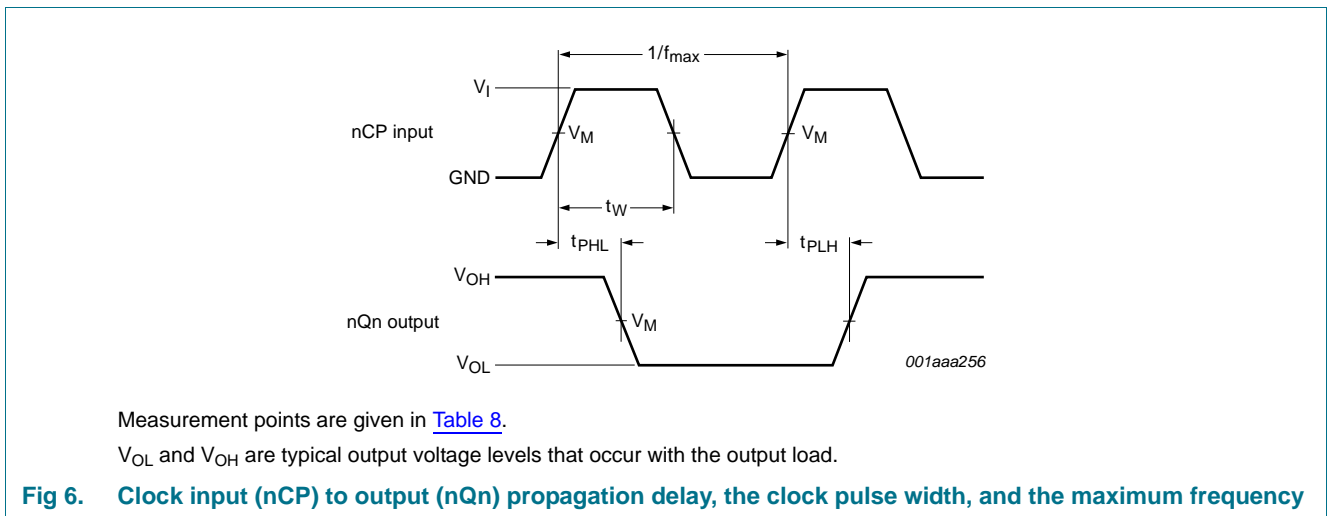 1/fmax
VI
nCP input
VM
VM
GND
tW
tPHL
tPLH
VOH
nQn output
VM
VOL
001aaa256
Measurement points are given in Table 8.
VOL and VOH are typical output voltage levels that occur with the output load.
Fig 6. Clock input (nCP) to output (nQn) propagation delay, the clock pulse width, and the maximum frequency